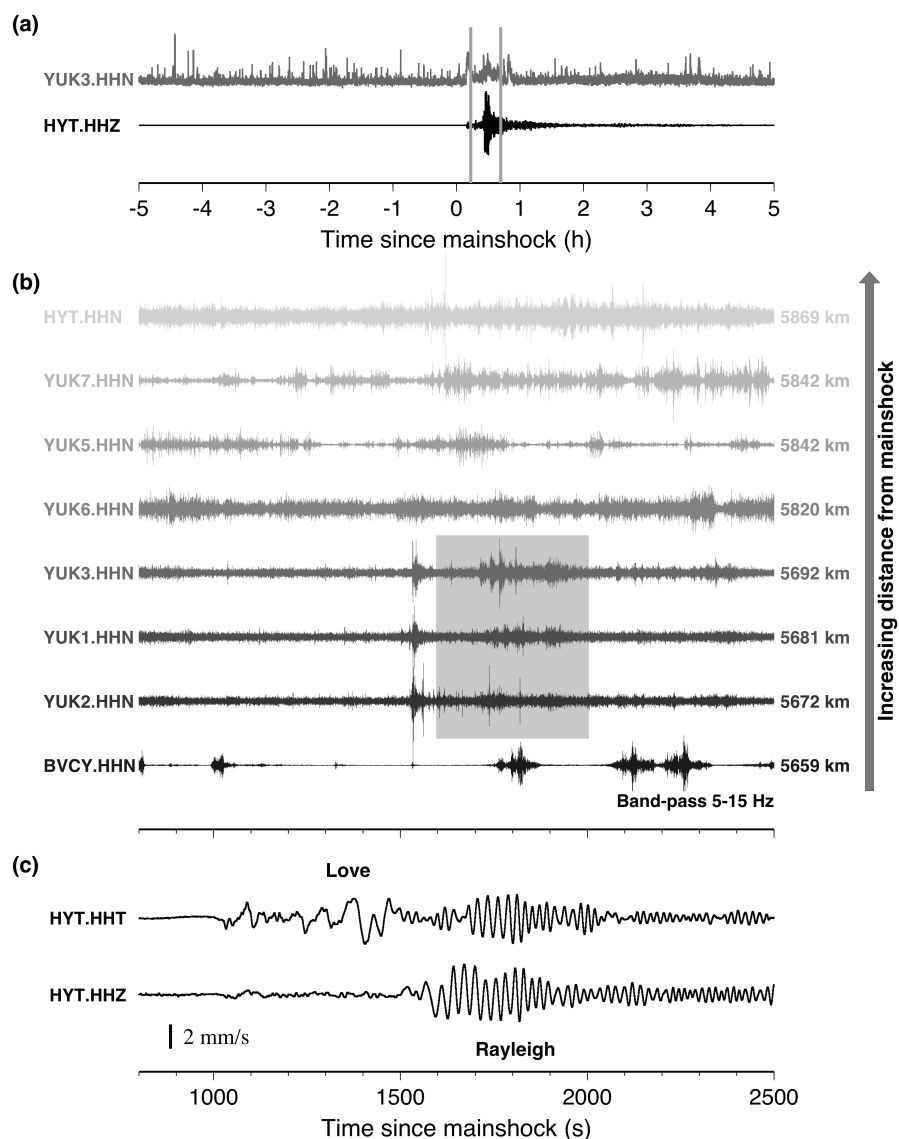 (a)
YUK3.HHN
HYT.HHZ
-5 -4 -3 -2 -1 0 1 2 3 4 5
Time since mainshock (h)
(b)
HYT.HHN 5869 km
YUK7.HHN 5842 km
YUK5.HHN 5842 km
YUK6.HHN 5820 km
YUK3.HHN 5692 km
YUK1.HHN 5681 km
YUK2.HHN 5672 km
BVCY.HHN 5659 km
Band-pass 5-15 Hz
Increasing distance from mainshock
(c)
Love
HYT.HHT
HYT.HHZ
2 mm/s
Rayleigh
1000 1500 2000 2500
Time since mainshock (s)